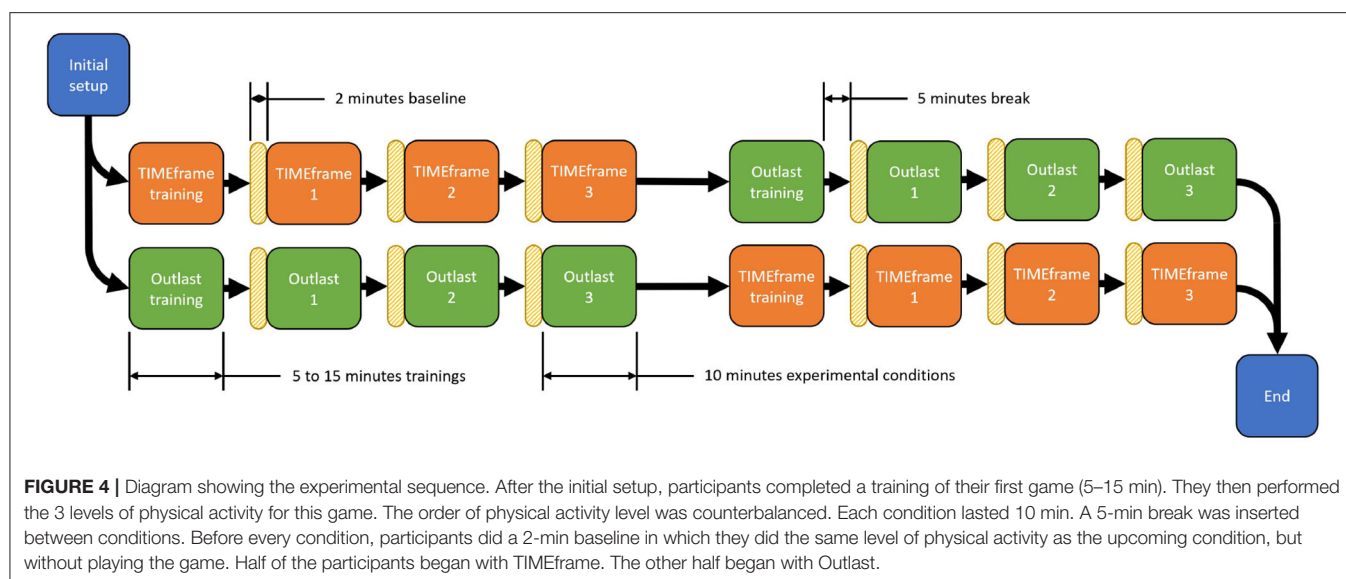 Initial
setup
2 minutes baseline
5 minutes break
TIMEframe
training
TIMEframe
1
TIMEframe
2
TIMEframe
3
Outlast
training
Outlast
1
Outlast
2
Outlast
3
Outlast
training
Outlast
1
Outlast
2
Outlast
3
TIMEframe
training
TIMEframe
1
TIMEframe
2
TIMEframe
3
5 to 15 minutes trainings
10 minutes experimental conditions
End
FIGURE 4 | Diagram showing the experimental sequence. After the initial setup, participants completed a training of their first game (5–15 min). They then performed
the 3 levels of physical activity for this game. The order of physical activity level was counterbalanced. Each condition lasted 10 min. A 5-min break was inserted
between conditions. Before every condition, participants did a 2-min baseline in which they did the same level of physical activity as the upcoming condition, but
without playing the game. Half of the participants began with TIMEframe. The other half began with Outlast.